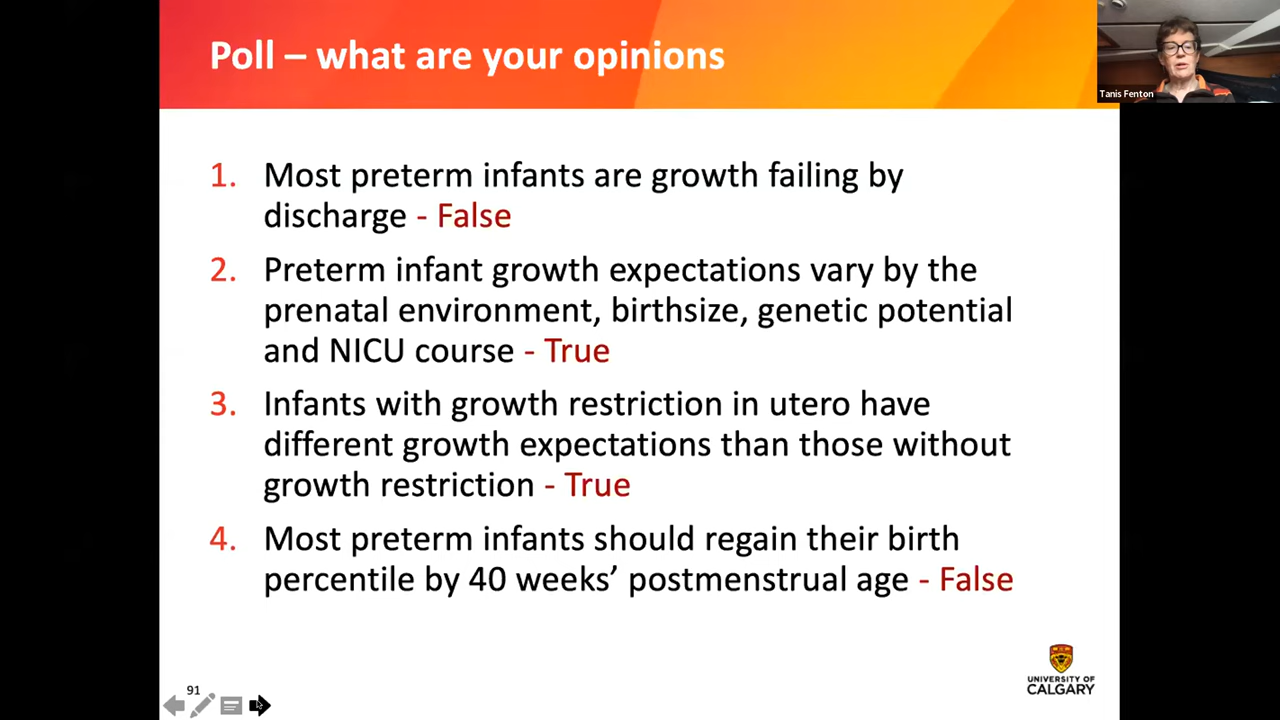 Poll – what are your opinions
Tanis Fenton
1. Most preterm infants are growth failing by
discharge - False
2. Preterm infant growth expectations vary by the
prenatal environment, birthsize, genetic potential
and NICU course - True
3. Infants with growth restriction in utero have
different growth expectations than those without
growth restriction - True
4. Most preterm infants should regain their birth
percentile by 40 weeks’ postmenstrual age - False
91
UNIVERSITY OF
CALGARY